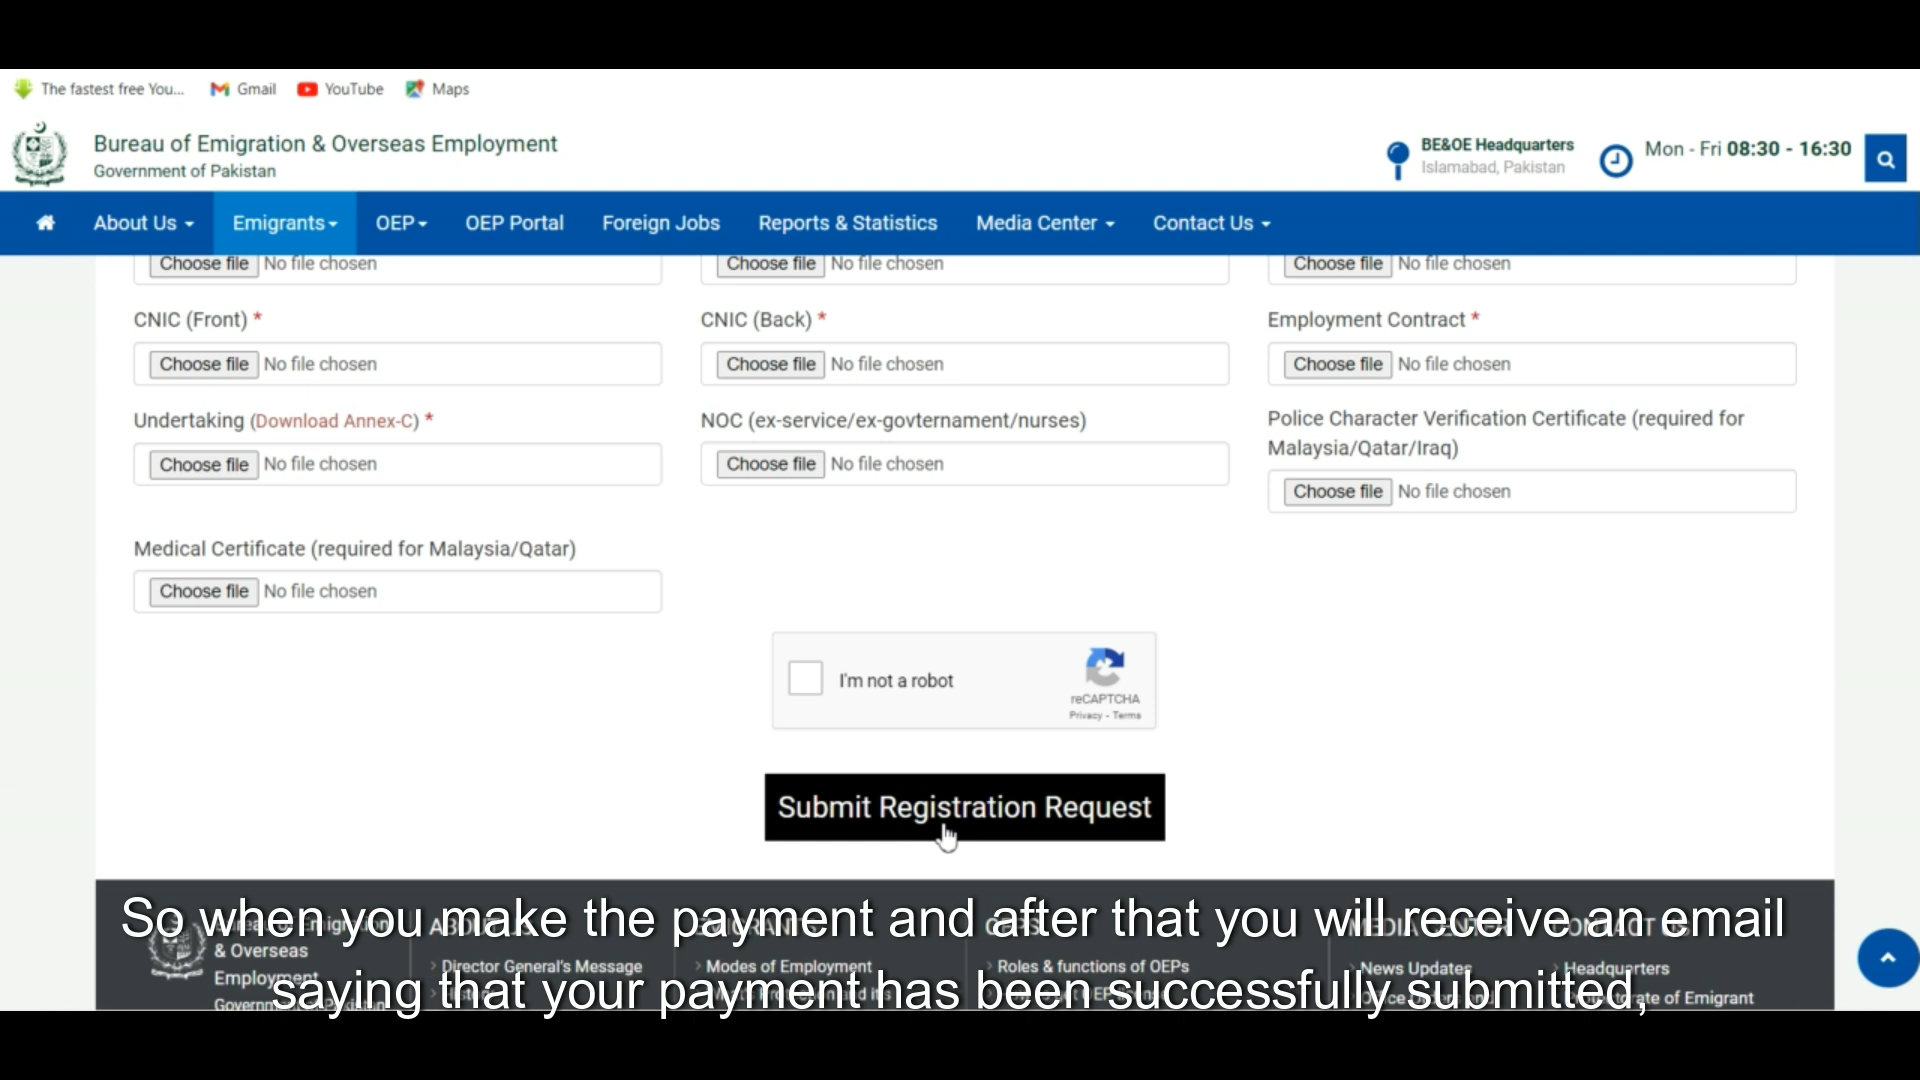 The fastest free You...
Gmail
YouTube
Maps
Bureau of Emigration & Overseas Employment
Government of Pakistan
BE&OE Headquarters
Islamabad, Pakistan
Mon - Fri 08:30 - 16:30
About Us
Emigrants
OEP
OEP Portal
Foreign Jobs
Reports & Statistics
Media Center
Contact Us
Choose file No file chosen
Choose file No file chosen
Choose file No file chosen
CNIC (Front) *
CNIC (Back) *
Employment Contract *
Choose file No file chosen
Choose file No file chosen
Choose file No file chosen
Undertaking (Download Annex-C) *
NOC (ex-service/ex-govternament/nurses)
Police Character Verification Certificate (required for
Malaysia/Qatar/Iraq)
Choose file No file chosen
Choose file No file chosen
Choose file No file chosen
Medical Certificate (required for Malaysia/Qatar)
Choose file No file chosen
I'm not a robot
reCAPTCHA
Privacy - Terms
Submit Registration Request
So when you make the payment and after that you will receive an email
saying that your payment has been successfully submitted,
& Overseas
Employment
Director General's Message
Modes of Employment
Roles & functions of OEPs
News Updates
Headquarters
of Emigrant